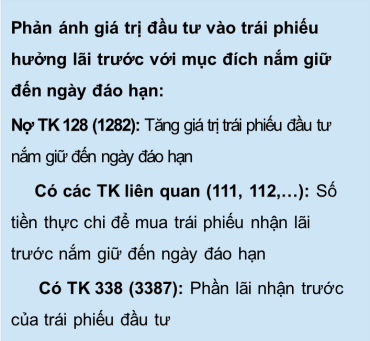 Phản ánh giá trị đầu tư vào trái phiếu
hưởng lãi trước với mục đích nắm giữ
đến ngày đáo hạn:
Nợ TK 128 (1282): Tăng giá trị trái phiếu đầu tư
nắm giữ đến ngày đáo hạn
Có các TK liên quan (111, 112,…): Số
tiền thực chi để mua trái phiếu nhận lãi
trước nắm giữ đến ngày đáo hạn
Có TK 338 (3387): Phần lãi nhận trước
của trái phiếu đầu tư